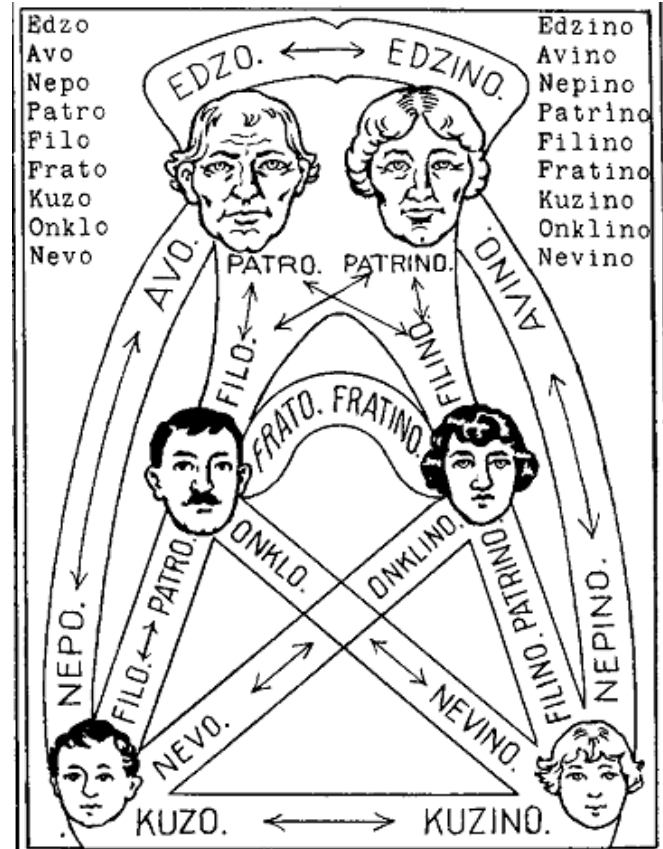 Edzo
Avo
Nepo
Patro
Filo
Frato
Kuzo
Onklo
Nevo
Edzino
Avino
Nepino
Patrino
Filino
Fratino
Kuzino
Onklino
Nevino
EDZO. EDZINO.
PATRO. PATRINO.
AVO.
AVINO.
FILO.
FILINO.
FRATO. FRATINO.
ONKLO.
ONKLINO.
PATRO.
FILO.
FILINO. PATRINO.
NEPO.
NEPINO.
NEVO.
NEVINO.
KUZO. KUZINO.